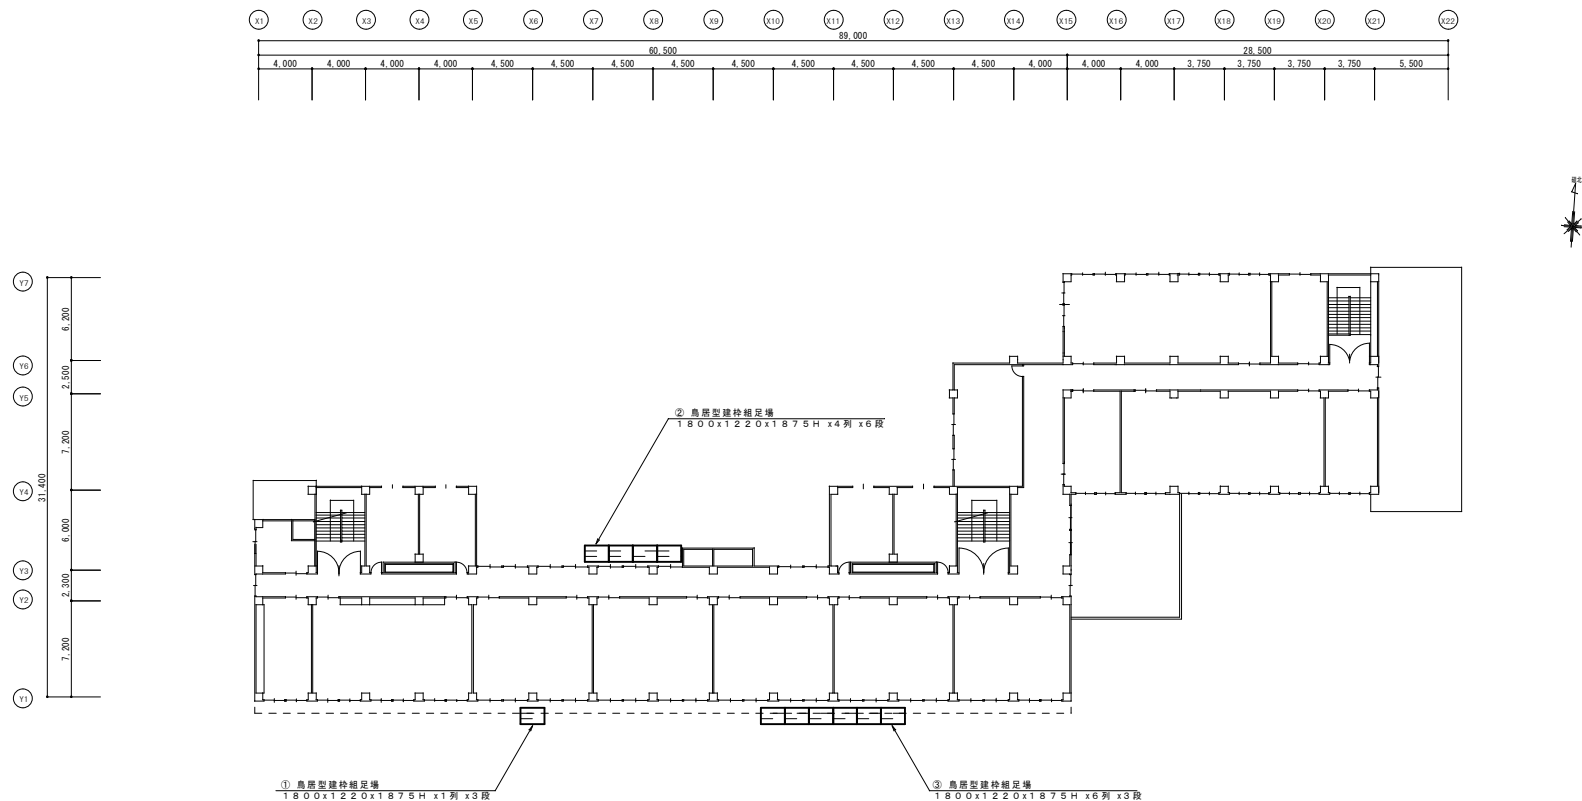 X1 X2 X3 X4 X5 X6 X7 X8 X9 X10 X11 X12 X13 X14 X15 X16 X17 X18 X19 X20 X21 X22
89,000
60,500 28,500
4,000 4,000 4,000 4,000 4,500 4,500 4,500 4,500 4,500 4,500 4,500 4,500 4,500 4,000 4,000 4,000 3,750 3,750 3,750 3,750 5,500
磁北
Y7
6,200
Y6
2,500
Y5
7,200
31,400
Y4
6,000
Y3
2,300
Y2
7,200
Y1
② 鳥居型建枠組足場
1800x1220x1875H x4列 x6段
① 鳥居型建枠組足場
1800x1220x1875H x1列 x3段
③ 鳥居型建枠組足場
1800x1220x1875H x6列 x3段